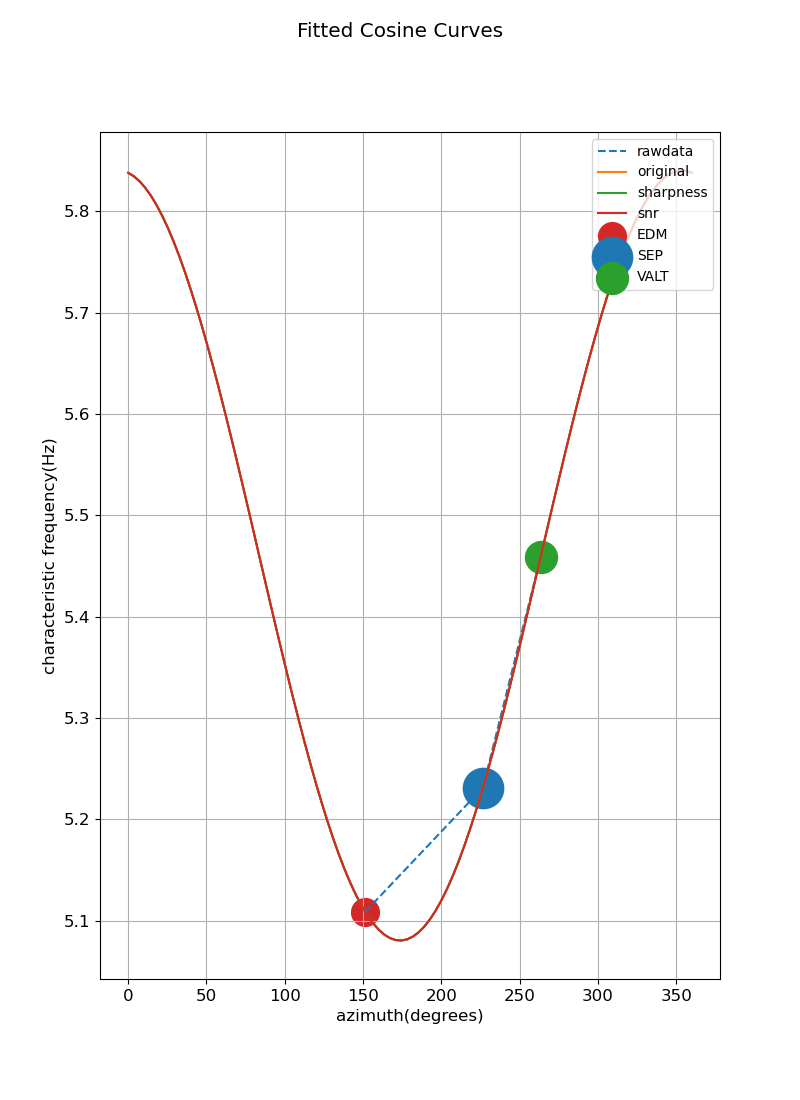 Fitted Cosine Curves
rawdata
original
sharpness
snr
EDM
SEP
VALT
5.8
5.7
5.6
5.5
5.4
5.3
5.2
5.1
characteristic frequency(Hz)
0 50 100 150 200 250 300 350
azimuth(degrees)